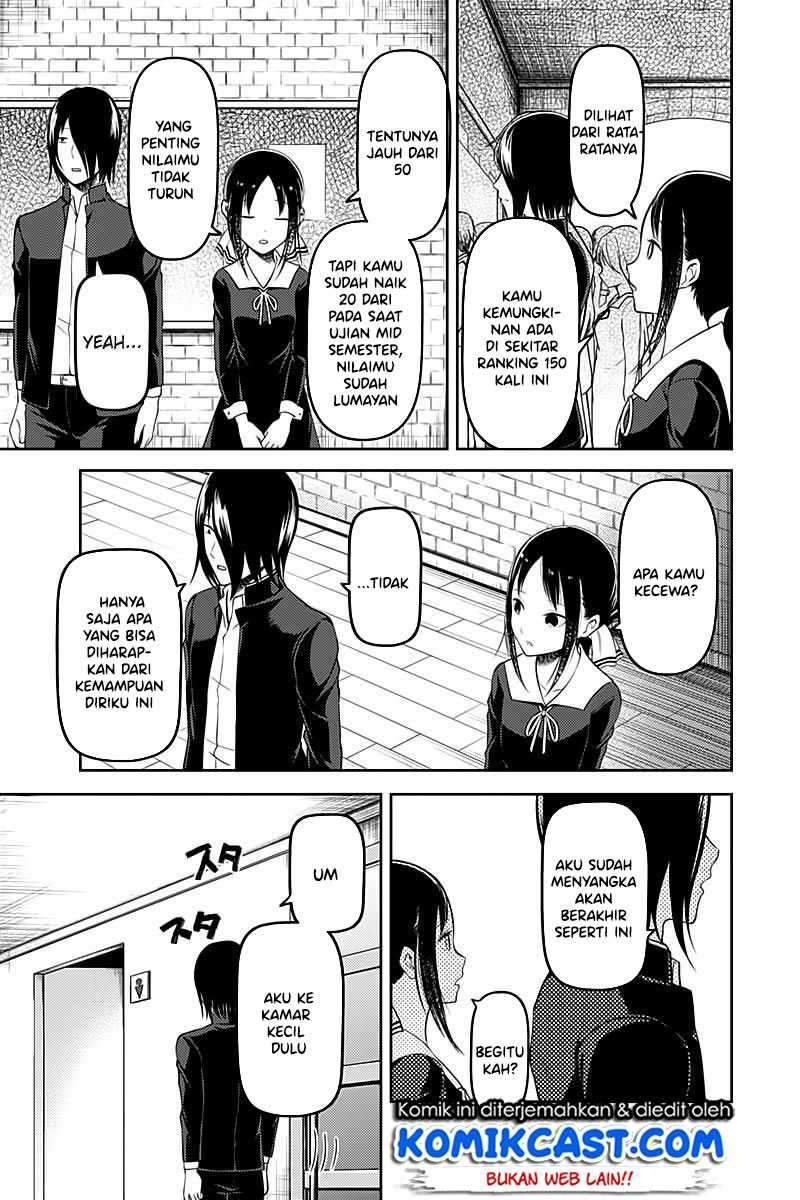 DILIHAT
DARI RATA-
RATANYA
KAMU
KEMUNGKI-
NAN ADA
DI SEKITAR
RANKING 150
KALI INI
TENTUNYA
JAUH DARI
50
TAPI KAMU
SUDAH NAIK
20 DARI
PADA SAAT
UJIAN MID
SEMESTER,
NILAIMU
SUDAH
LUMAYAN
YANG
PENTING
NILAIMU
TIDAK
TURUN
YEAH...
APA KAMU
KECEWA?
...TIDAK
HANYA
SAJA APA
YANG BISA
DIHARAP-
KAN DARI
KEMAMPUAN
DIRIKU INI
AKU SUDAH
MENYANGKA
AKAN
BERAKHIR
SEPERTI INI
BEGITU
KAH?
UM
AKU KE
KAMAR
KECIL
DULU
スタ
スタ
Komik ini diterjemahkan & diedit oleh
KOMIKCAST.COM
BUKAN WEB LAIN!!